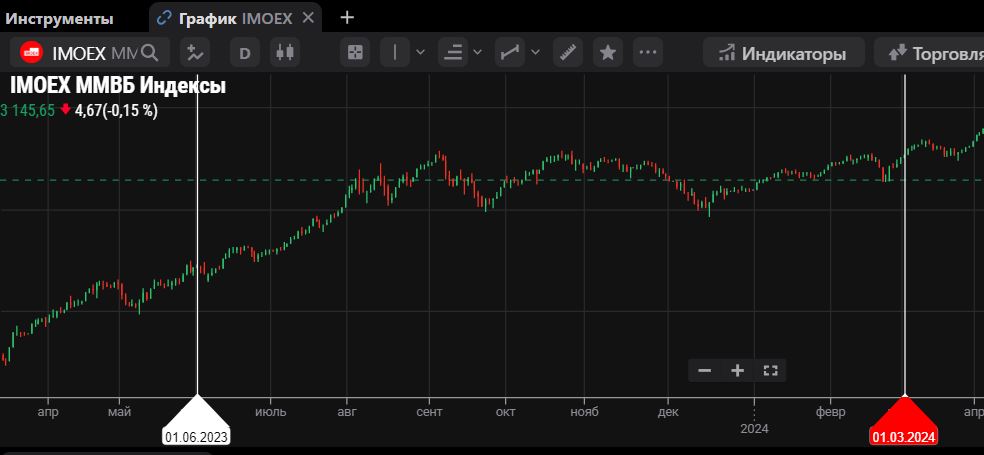 Инструменты График IMOEX
IMOEX ММ D Индикаторы Торговля
IMOEX ММВБ Индексы
3 145,65 4,67(-0,15 %)
апр май июль авг сент окт нояб дек февр апр
2024
01.06.2023 01.03.2024